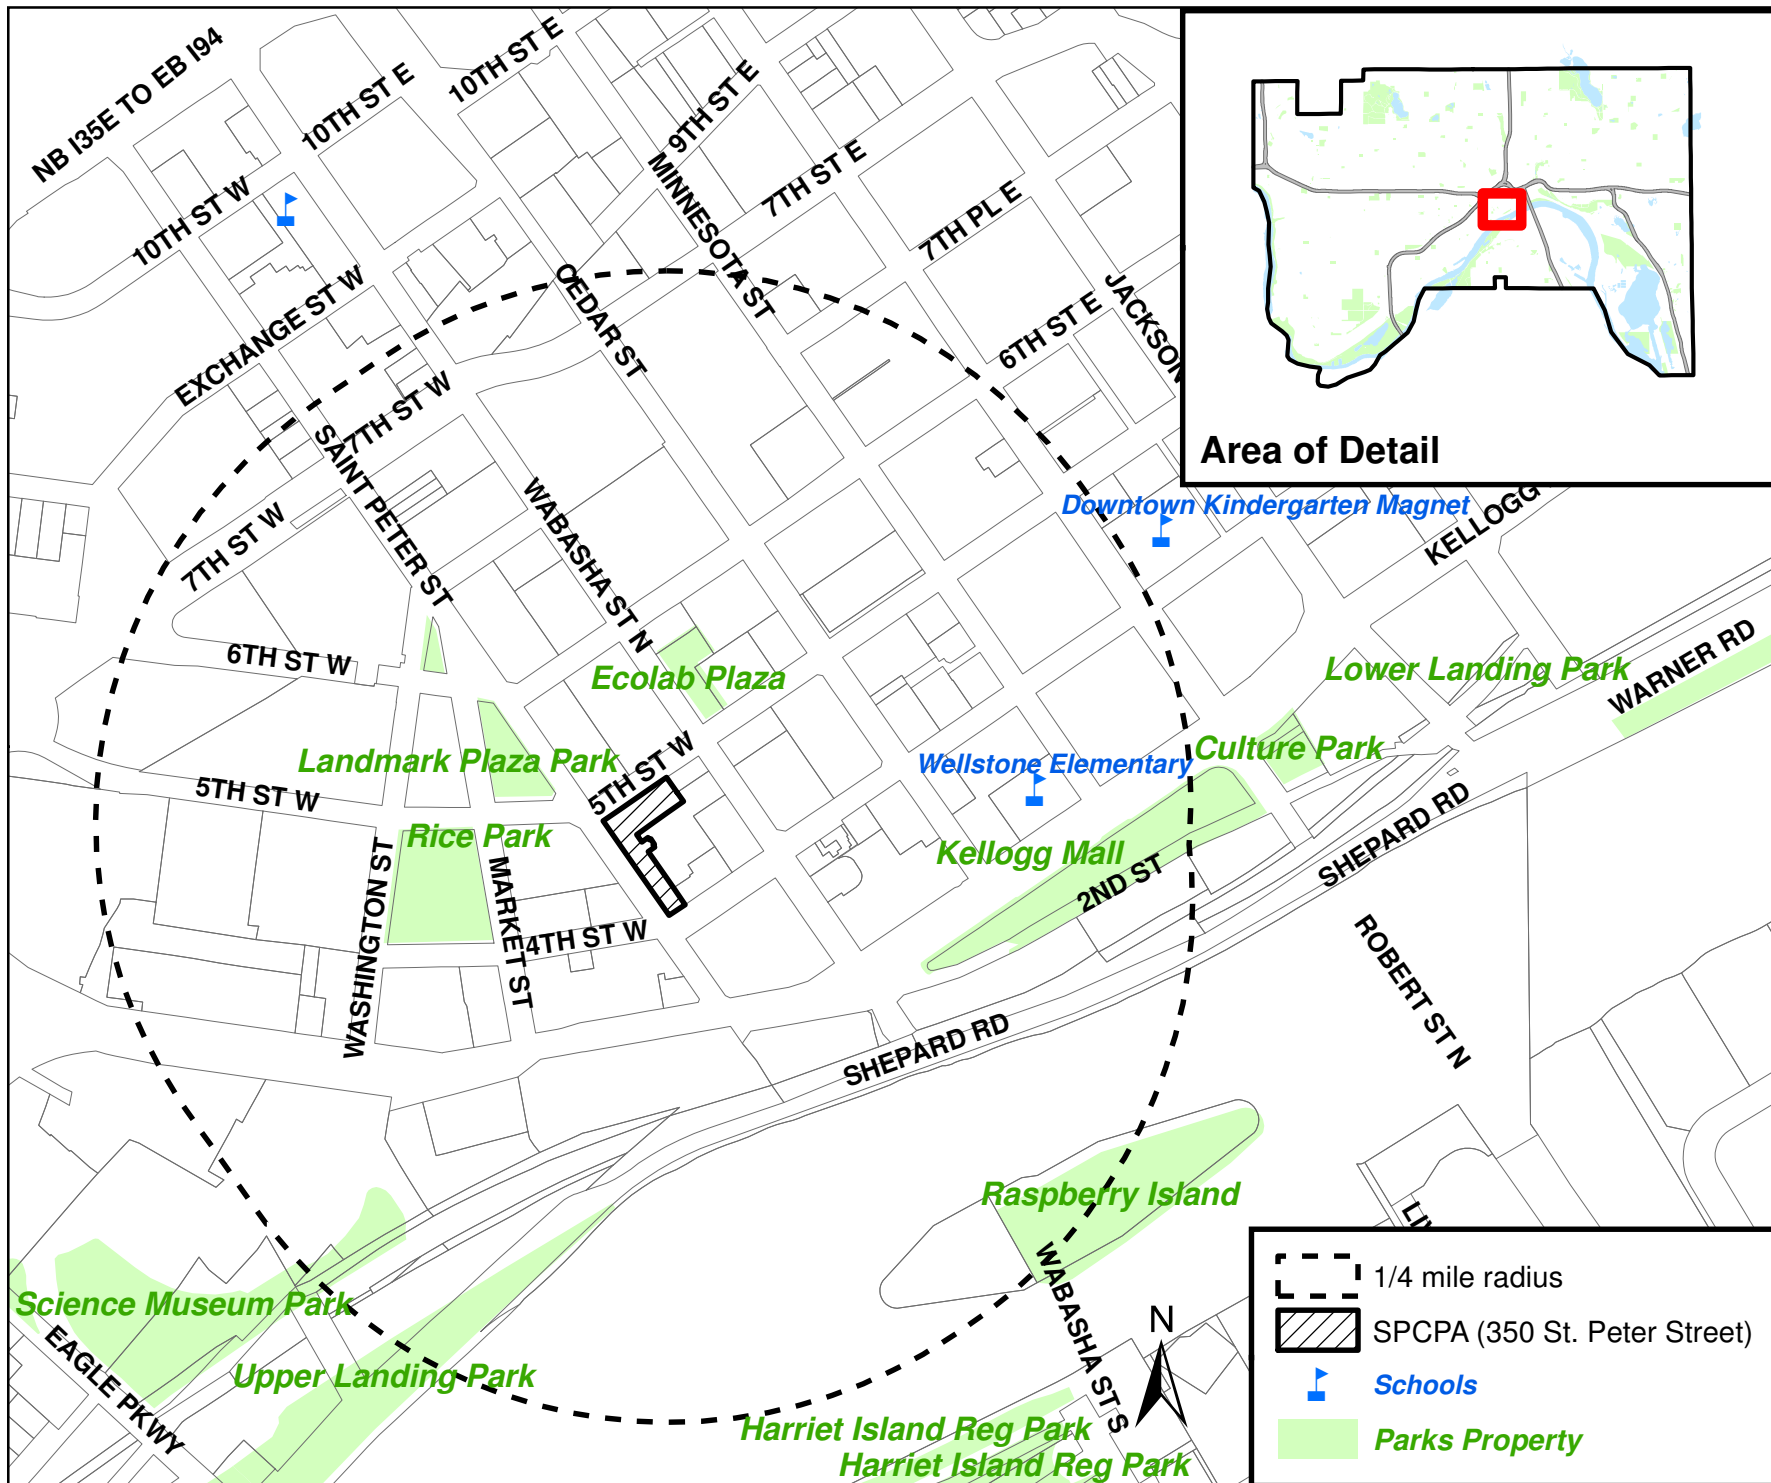 NB I35E TO EB I94
10TH ST E
10TH ST E
9TH ST E
10TH ST W
MINNESOTA ST
7TH ST E
7TH PL E
EXCHANGE ST W
CEDAR ST
6TH ST E
JACKSON
7TH ST W
SAINT PETER ST
7TH ST W
WABASHA ST N
Area of Detail
Downtown Kindergarten Magnet
KELLOGG
6TH ST W
Ecolab Plaza
Lower Landing Park
WARNER RD
Landmark Plaza Park
5TH ST W
Wellstone Elementary
Culture Park
5TH ST W
Rice Park
Kellogg Mall
2ND ST
SHEPARD RD
WASHINGTON ST
MARKET ST
4TH ST W
ROBERT ST N
SHEPARD RD
Raspberry Island
WABASHA ST S
Science Museum Park
EAGLE PKWY
Upper Landing Park
Harriet Island Reg Park
Harriet Island Reg Park
N
1/4 mile radius
SPCPA (350 St. Peter Street)
Schools
Parks Property